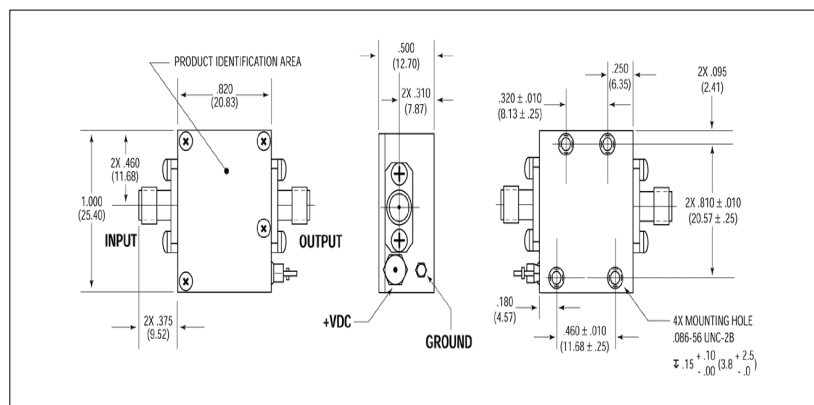 PRODUCT IDENTIFICATION AREA
.820
(20.83)
2X .460
(11.68)
1.000
(25.40)
INPUT
OUTPUT
2X .375
(9.52)
.500
(12.70)
2X .310
(7.87)
+VDC
GROUND
.250
(6.35)
2X .095
(2.41)
.320 ± .010
(8.13 ± .25)
2X .810 ± .010
(20.57 ± .25)
.180
(4.57)
.460 ± .010
(11.68 ± .25)
4X MOUNTING HOLE
.086-56 UNC-2B
↧ .15 + .10 - .00 (3.8 + 2.5 - .0)